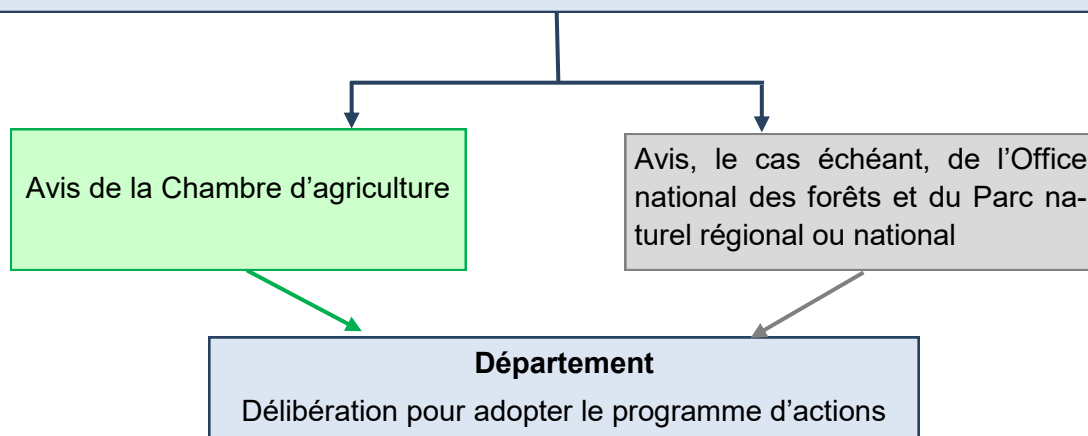 Avis de la Chambre d’agriculture
Avis, le cas échéant, de l’Office
national des forêts et du Parc na-
turel régional ou national
Département
Délibération pour adopter le programme d’actions